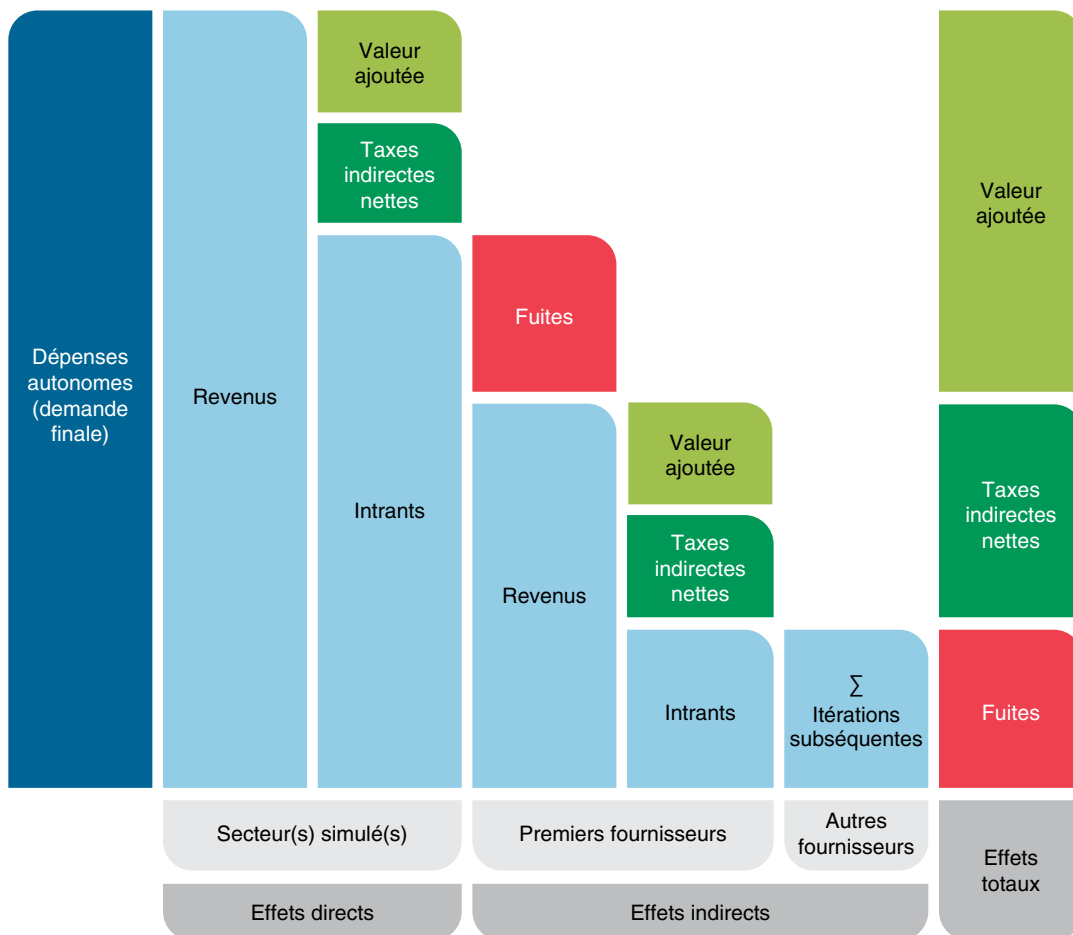 Dépenses
autonomes
(demande
finale)
Revenus
Valeur
ajoutée
Taxes
indirectes
nettes
Intrants
Fuites
Revenus
Valeur
ajoutée
Taxes
indirectes
nettes
Intrants
∑
Itérations
subséquentes
Valeur
ajoutée
Taxes
indirectes
nettes
Fuites
Secteur(s) simulé(s)
Premiers fournisseurs
Autres
fournisseurs
Effets
totaux
Effets directs
Effets indirects